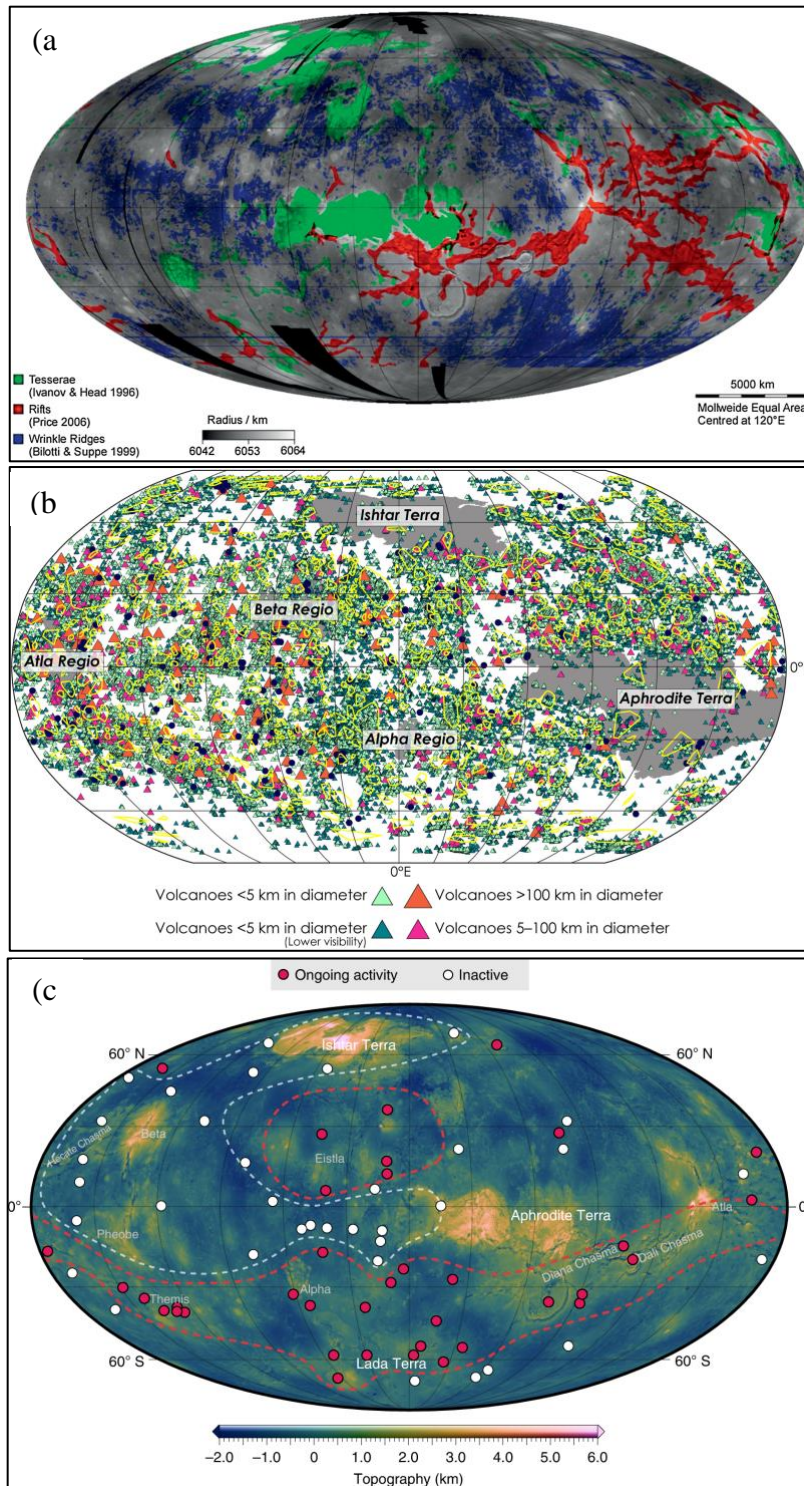 (a
Tesserae
(Ivanov & Head 1996)
Rifts
(Price 2006)
Wrinkle Ridges
(Bilotti & Suppe 1999)
Radius / km
6042 6053 6064
5000 km
Mollweide Equal Area
Centred at 120°E
(b
Ishtar Terra
Beta Regio
Atla Regio
0°
Aphrodite Terra
Alpha Regio
0°E
Volcanoes <5 km in diameter
Volcanoes >100 km in diameter
Volcanoes <5 km in diameter
(Lower visibility)
Volcanoes 5–100 km in diameter
(c
Ongoing activity
Inactive
60° N
60° N
Ishtar Terra
Beta
Hecate Chasma
Eistla
0°
Aphrodite Terra
Atla
0°
Pheobe
Diana Chasma
Dali Chasma
Themis
Alpha
60° S
Lada Terra
60° S
−2.0 −1.0 0 1.0 2.0 3.0 4.0 5.0 6.0
Topography (km)